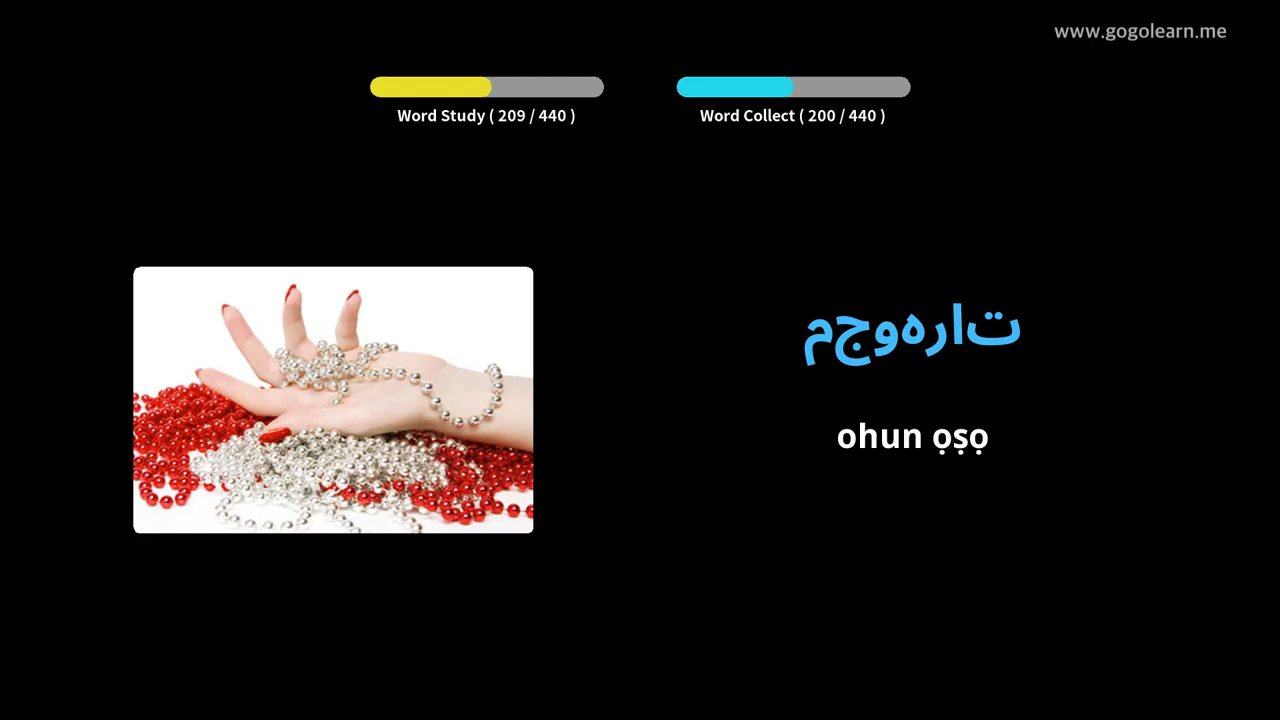 www.gogolearn.me
Word Study ( 209 / 440 )
Word Collect ( 200 / 440 )
مجوهرات
ohun ọṣọ